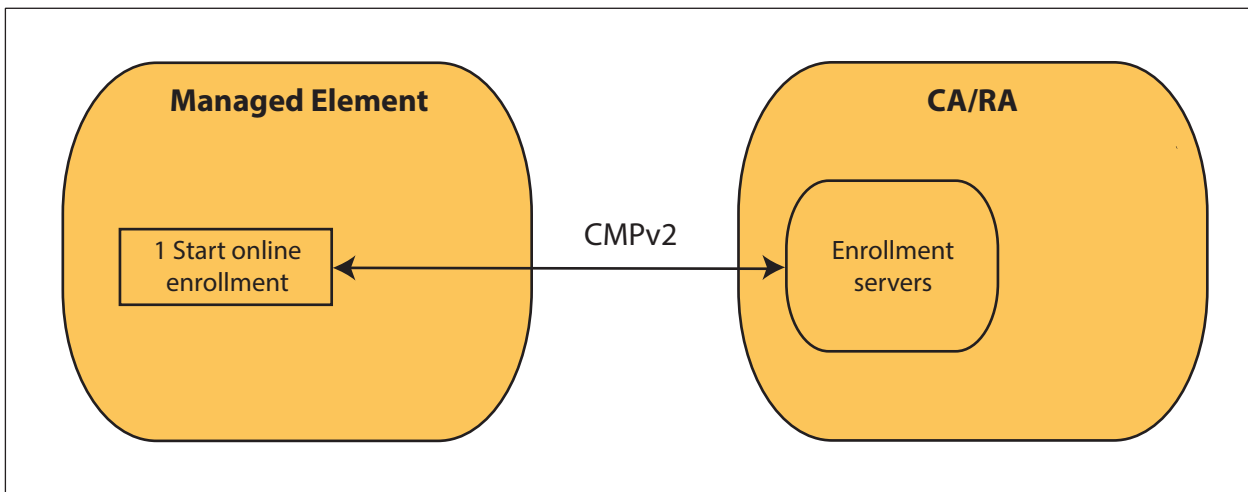 Managed Element
CA/RA
1 Start online
enrollment
CMPv2
Enrollment
servers